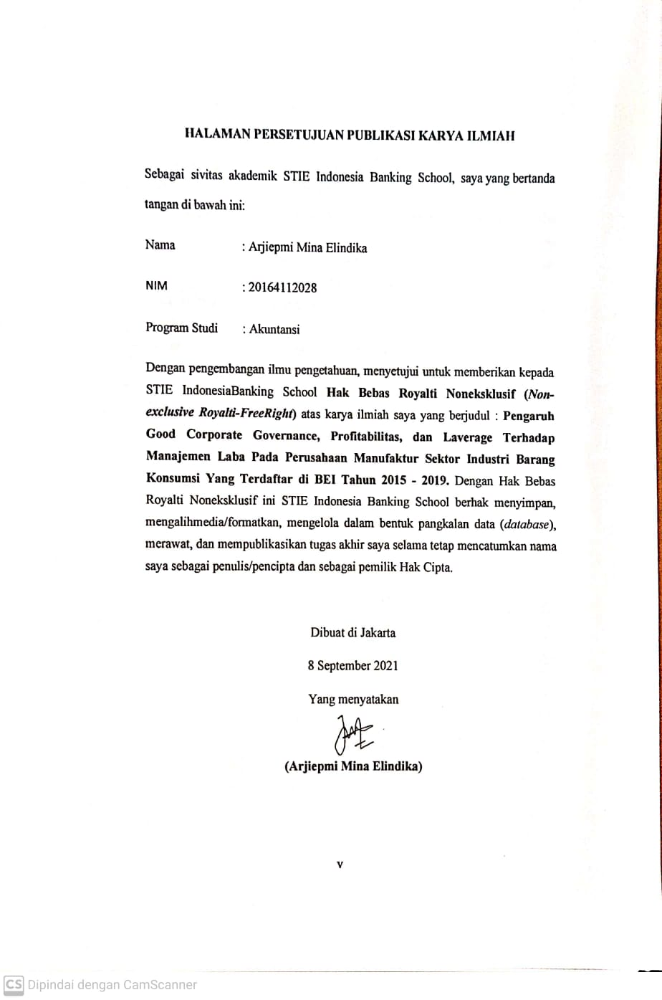 HALAMAN PERSETUJUAN PUBLIKASI KARYA ILMIAH
Sebagai sivitas akademik STIE Indonesia Banking School, saya yang bertanda
tangan di bawah ini:
Nama : Arjiepmi Mina Elindika
NIM : 20164112028
Program Studi : Akuntansi
Dengan pengembangan ilmu pengetahuan, menyetujui untuk memberikan kepada
STIE IndonesiaBanking School Hak Bebas Royalti Noneksklusif (Non-
exclusive Royalti-FreeRight) atas karya ilmiah saya yang berjudul : Pengaruh
Good Corporate Governance, Profitabilitas, dan Laverage Terhadap
Manajemen Laba Pada Perusahaan Manufaktur Sektor Industri Barang
Konsumsi Yang Terdaftar di BEI Tahun 2015 - 2019. Dengan Hak Bebas
Royalti Noneksklusif ini STIE Indonesia Banking School berhak menyimpan,
mengalihmedia/formatkan, mengelola dalam bentuk pangkalan data (database),
merawat, dan mempublikasikan tugas akhir saya selama tetap mencatumkan nama
saya sebagai penulis/pencipta dan sebagai pemilik Hak Cipta.
Dibuat di Jakarta
8 September 2021
Yang menyatakan
(Arjiepmi Mina Elindika)
v
CS Dipindai dengan CamScanner